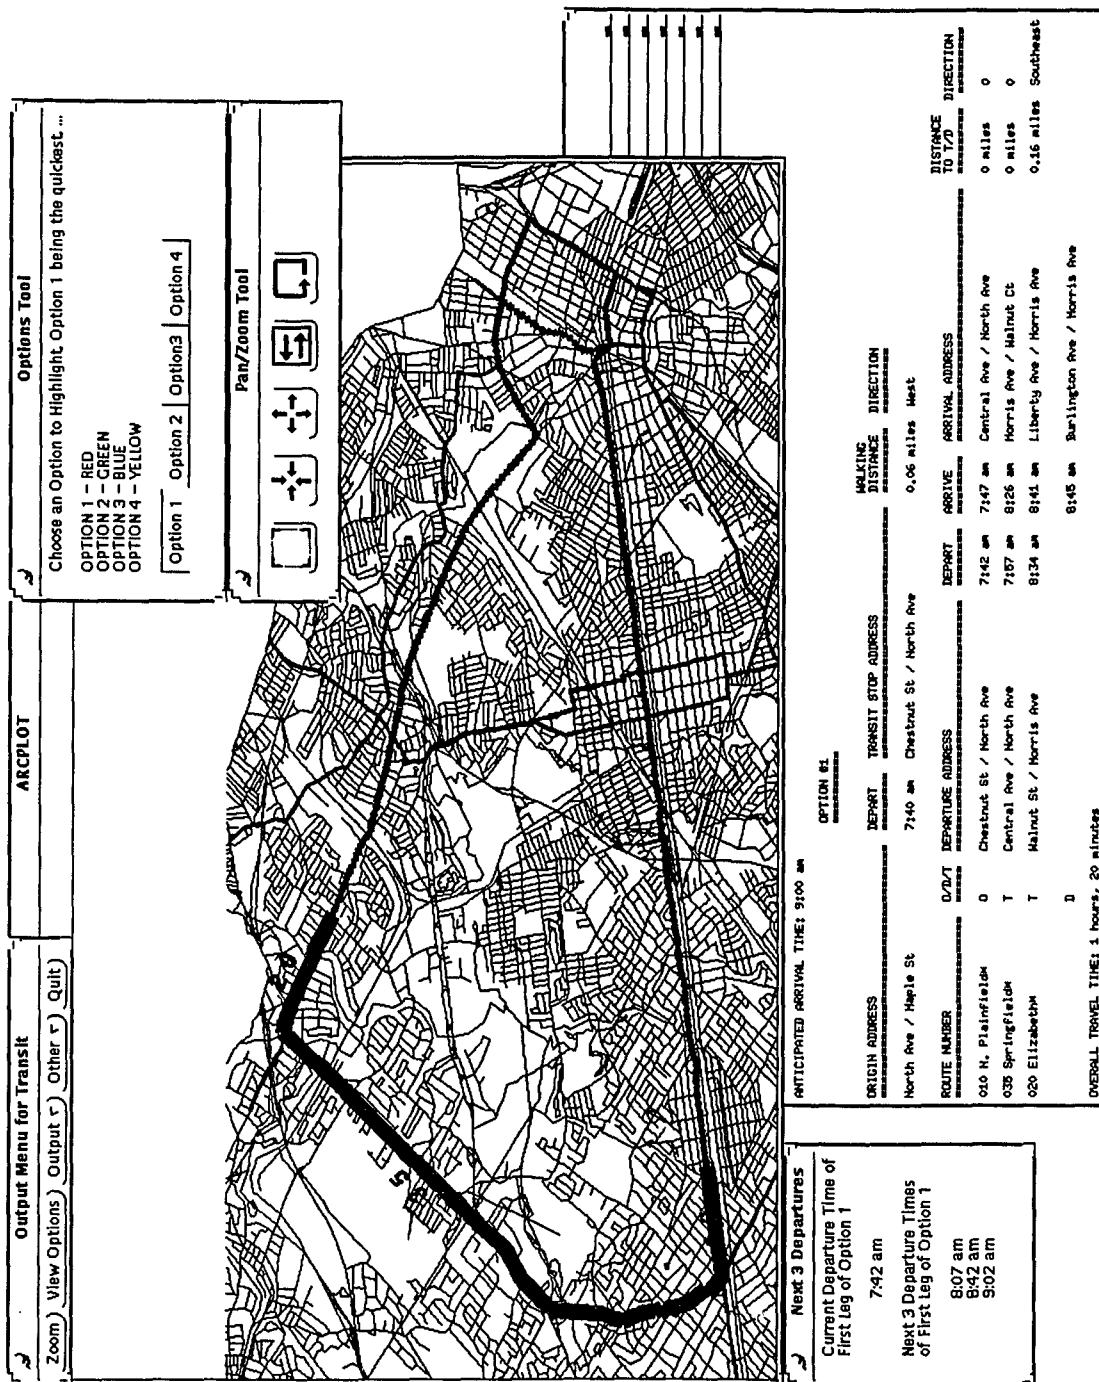 Output Menu for Transit
Zoom View Options Output Other Quit
ARCPLOT
Options Tool
Choose an Option to Highlight, Option 1 being the quickest ...
OPTION 1 – RED
OPTION 2 – GREEN
OPTION 3 – BLUE
OPTION 4 – YELLOW
Option 1 Option 2 Option3 Option 4
Pan/Zoom Tool
Next 3 Departures
Current Departure Time of
First Leg of Option 1
7:42 am
Next 3 Departure Times
of First Leg of Option 1
8:07 am
8:42 am
9:02 am
ANTICIPATED ARRIVAL TIME: 9:00 am
OPTION #1
ORIGIN ADDRESS DEPART TRANSIT STOP ADDRESS WALKING DISTANCE DIRECTION
North Ave / Maple St 7:40 am Chestnut St / North Ave 0.06 miles West
ROUTE NUMBER O/D/T DEPARTURE ADDRESS DEPART ARRIVE ARRIVAL ADDRESS DISTANCE TO T/D DIRECTION
010 N. Plainfield* O Chestnut St / North Ave 7:42 am 7:47 am Central Ave / North Ave 0 miles 0
035 Springfield* T Central Ave / North Ave 7:57 am 8:26 am Morris Ave / Walnut Ct 0 miles 0
020 Elizabeth* T Walnut St / Morris Ave 8:34 am 8:41 am Liberty Ave / Morris Ave 0.16 miles Southeast
D 8:45 am Burlington Ave / Morris Ave
OVERALL TRAVEL TIME: 1 hours, 20 minutes